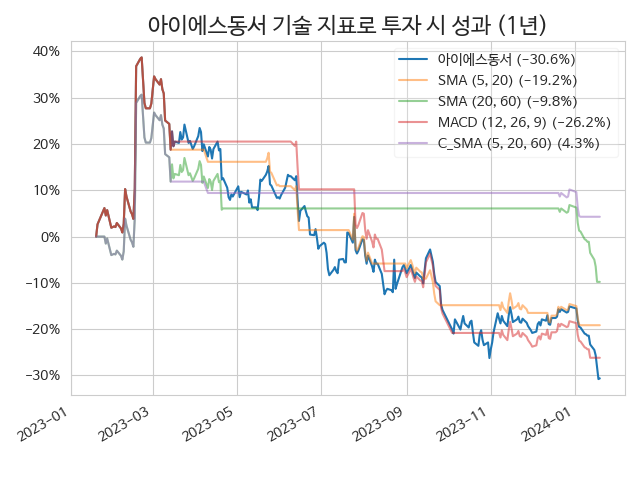 아이에스동서 기술 지표로 투자 시 성과 (1년)
40%
30%
20%
10%
0%
−10%
−20%
−30%
아이에스동서 (−30.6%)
SMA (5, 20) (−19.2%)
SMA (20, 60) (−9.8%)
MACD (12, 26, 9) (−26.2%)
C_SMA (5, 20, 60) (4.3%)
2023−01
2023−03
2023−05
2023−07
2023−09
2023−11
2024−01